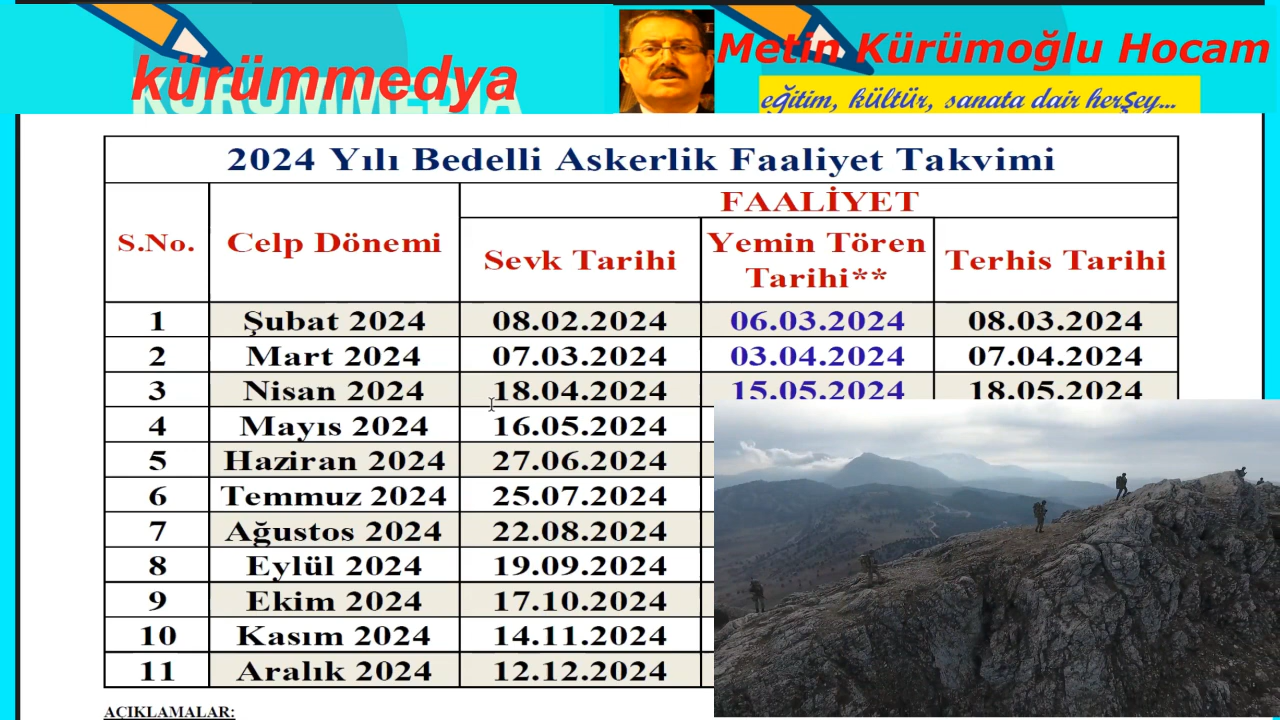 kürümmedya
KÜRÜMMEDYA
Metin Kürümoğlu Hocam
eğitim, kültür, sanata dair herşey...
2024 Yılı Bedelli Askerlik Faaliyet Takvimi
S.No. Celp Dönemi FAALİYET
Sevk Tarihi Yemin Tören Tarihi** Terhis Tarihi
1 Şubat 2024 08.02.2024 06.03.2024 08.03.2024
2 Mart 2024 07.03.2024 03.04.2024 07.04.2024
3 Nisan 2024 18.04.2024 15.05.2024 18.05.2024
4 Mayıs 2024 16.05.2024
5 Haziran 2024 27.06.2024
6 Temmuz 2024 25.07.2024
7 Ağustos 2024 22.08.2024
8 Eylül 2024 19.09.2024
9 Ekim 2024 17.10.2024
10 Kasım 2024 14.11.2024
11 Aralık 2024 12.12.2024
AÇIKLAMALAR: